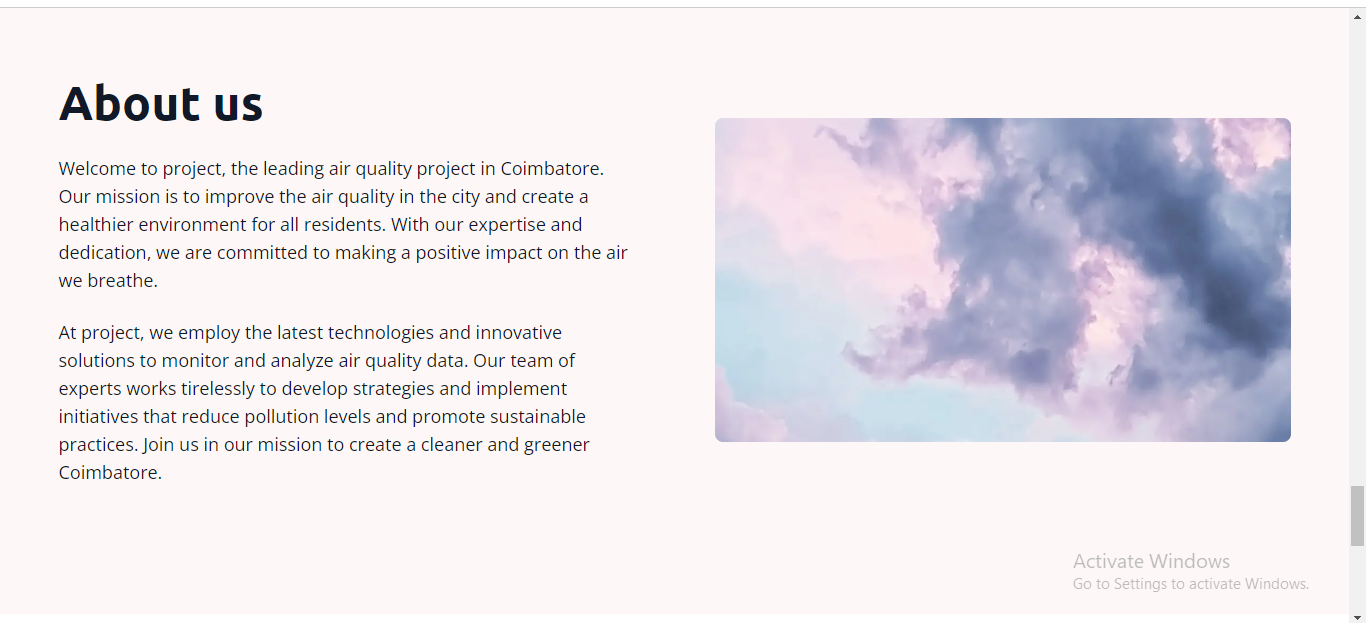 About us
Welcome to project, the leading air quality project in Coimbatore.
Our mission is to improve the air quality in the city and create a
healthier environment for all residents. With our expertise and
dedication, we are committed to making a positive impact on the air
we breathe.
At project, we employ the latest technologies and innovative
solutions to monitor and analyze air quality data. Our team of
experts works tirelessly to develop strategies and implement
initiatives that reduce pollution levels and promote sustainable
practices. Join us in our mission to create a cleaner and greener
Coimbatore.
Activate Windows
Go to Settings to activate Windows.